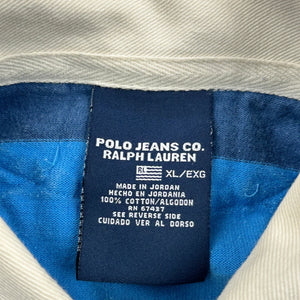 POLO JEANS CO.
RALPH LAUREN
RL XL/EXG
MADE IN JORDAN
HECHO EN JORDANIA
100% COTTON/ALGODON
RN 67437
SEE REVERSE SIDE
CUIDADO VER AL DORSO